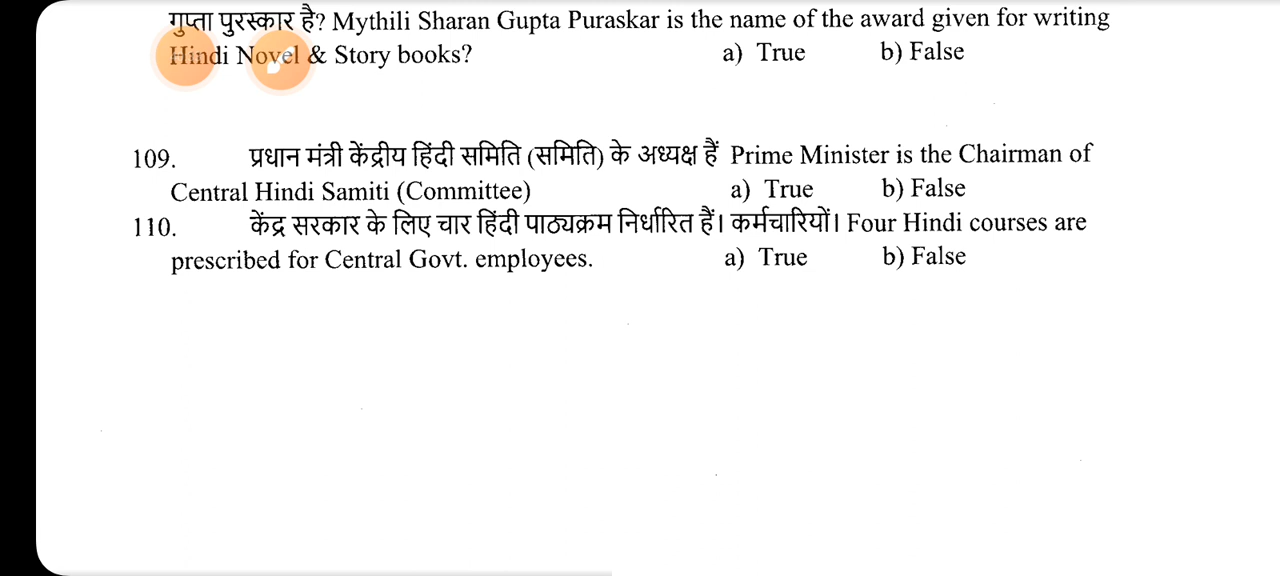 गुप्ता पुरस्कार है? Mythili Sharan Gupta Puraskar is the name of the award given for writing
Hindi Novel & Story books? a) True b) False
109. प्रधान मंत्री केंद्रीय हिंदी समिति (समिति) के अध्यक्ष हैं Prime Minister is the Chairman of
Central Hindi Samiti (Committee) a) True b) False
110. केंद्र सरकार के लिए चार हिंदी पाठ्यक्रम निर्धारित हैं। कर्मचारियों। Four Hindi courses are
prescribed for Central Govt. employees. a) True b) False